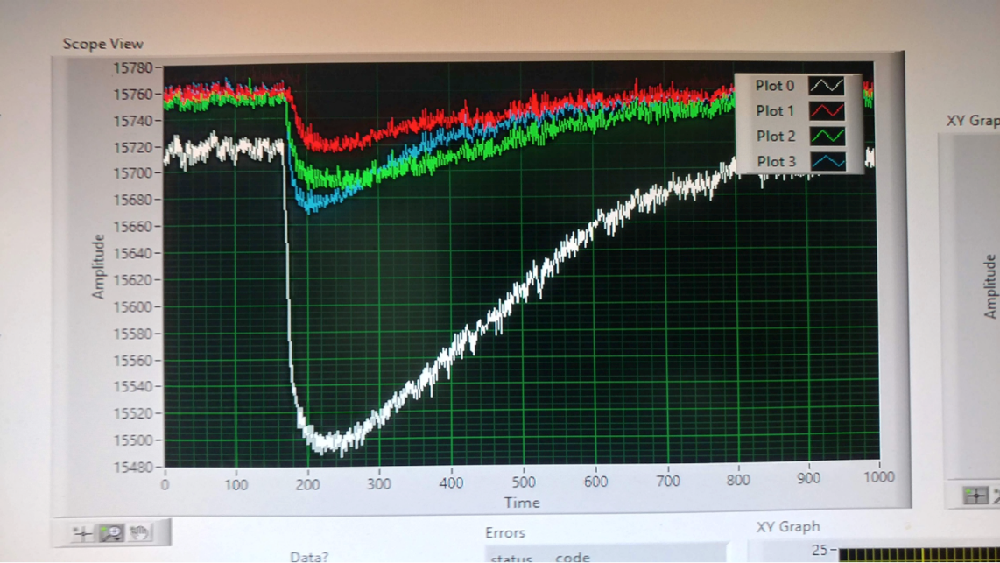 Scope View
15780
15760
15740
15720
15700
15680
15660
15640
15620
15600
15580
15560
15540
15520
15500
15480
Amplitude
0 100 200 300 400 500 600 700 800 900 1000
Time
Plot 0
Plot 1
Plot 2
Plot 3
XY Grap
Amplitude
Data?
Errors
status code
XY Graph
25